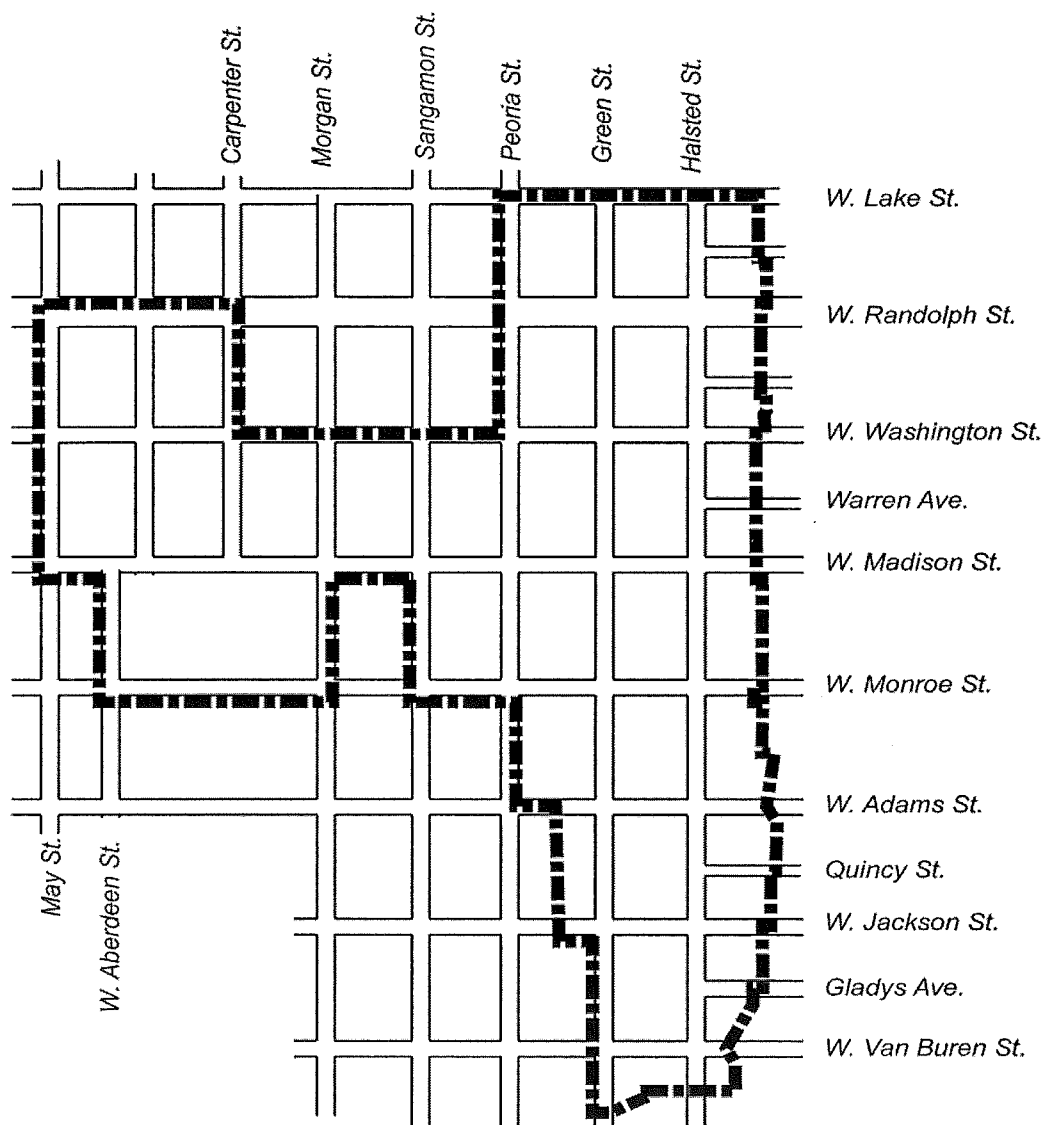 Carpenter St.
Morgan St.
Sangamon St.
Peoria St.
Green St.
Halsted St.
W. Lake St.
W. Randolph St.
W. Washington St.
Warren Ave.
W. Madison St.
W. Monroe St.
W. Adams St.
May St.
W. Aberdeen St.
Quincy St.
W. Jackson St.
Gladys Ave.
W. Van Buren St.